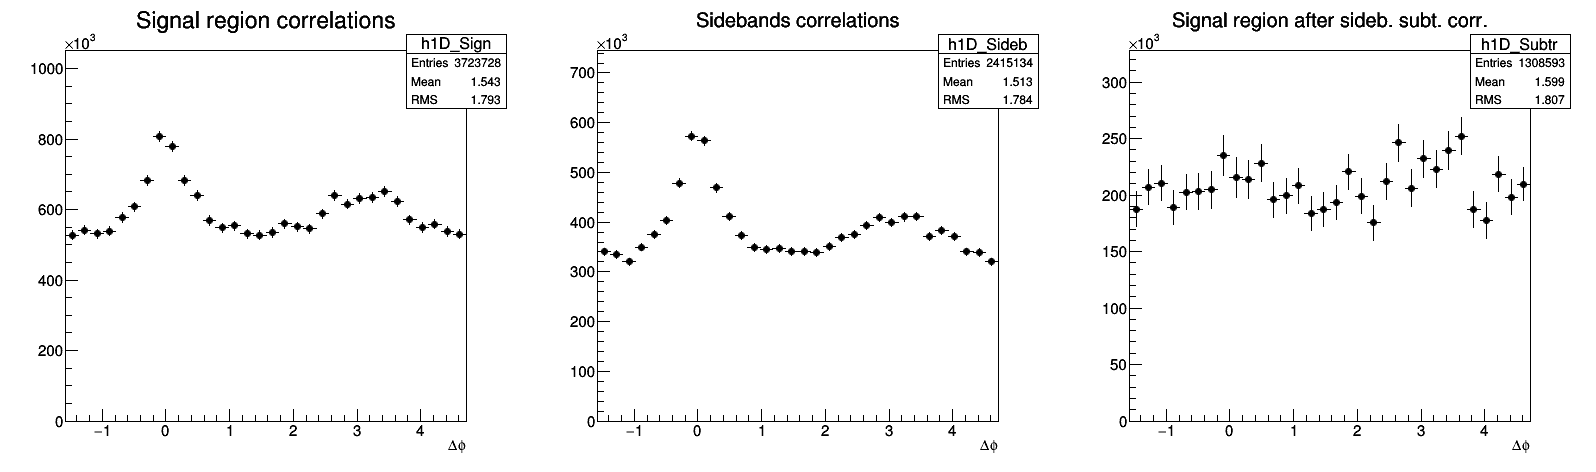 Signal region correlations
×10³
h1D_Sign
Entries 3723728
Mean 1.543
RMS 1.793
1000
800
600
400
200
0
−1 0 1 2 3 4
Δφ
Sidebands correlations
×10³
h1D_Sideb
Entries 2415134
Mean 1.513
RMS 1.784
700
600
500
400
300
200
100
0
−1 0 1 2 3 4
Δφ
Signal region after sideb. subt. corr.
×10³
h1D_Subtr
Entries 1308593
Mean 1.599
RMS 1.807
300
250
200
150
100
50
0
−1 0 1 2 3 4
Δφ